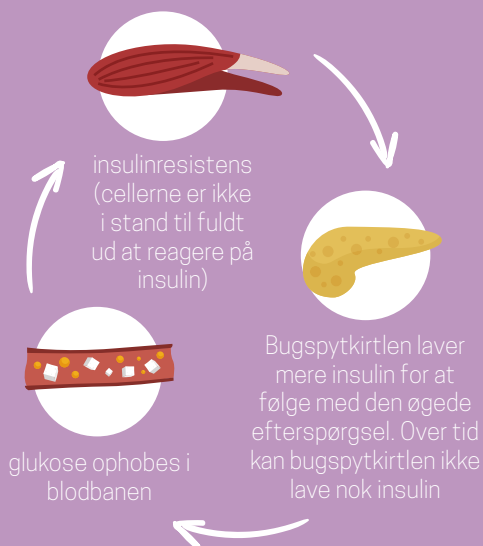 insulinresistens
(cellerne er ikke
i stand til fuldt
ud at reagere på
insulin)
Bugspytkirtlen laver
mere insulin for at
følge med den øgede
efterspørgsel. Over tid
kan bugspytkirtlen ikke
lave nok insulin
glukose ophobes i
blodbanen